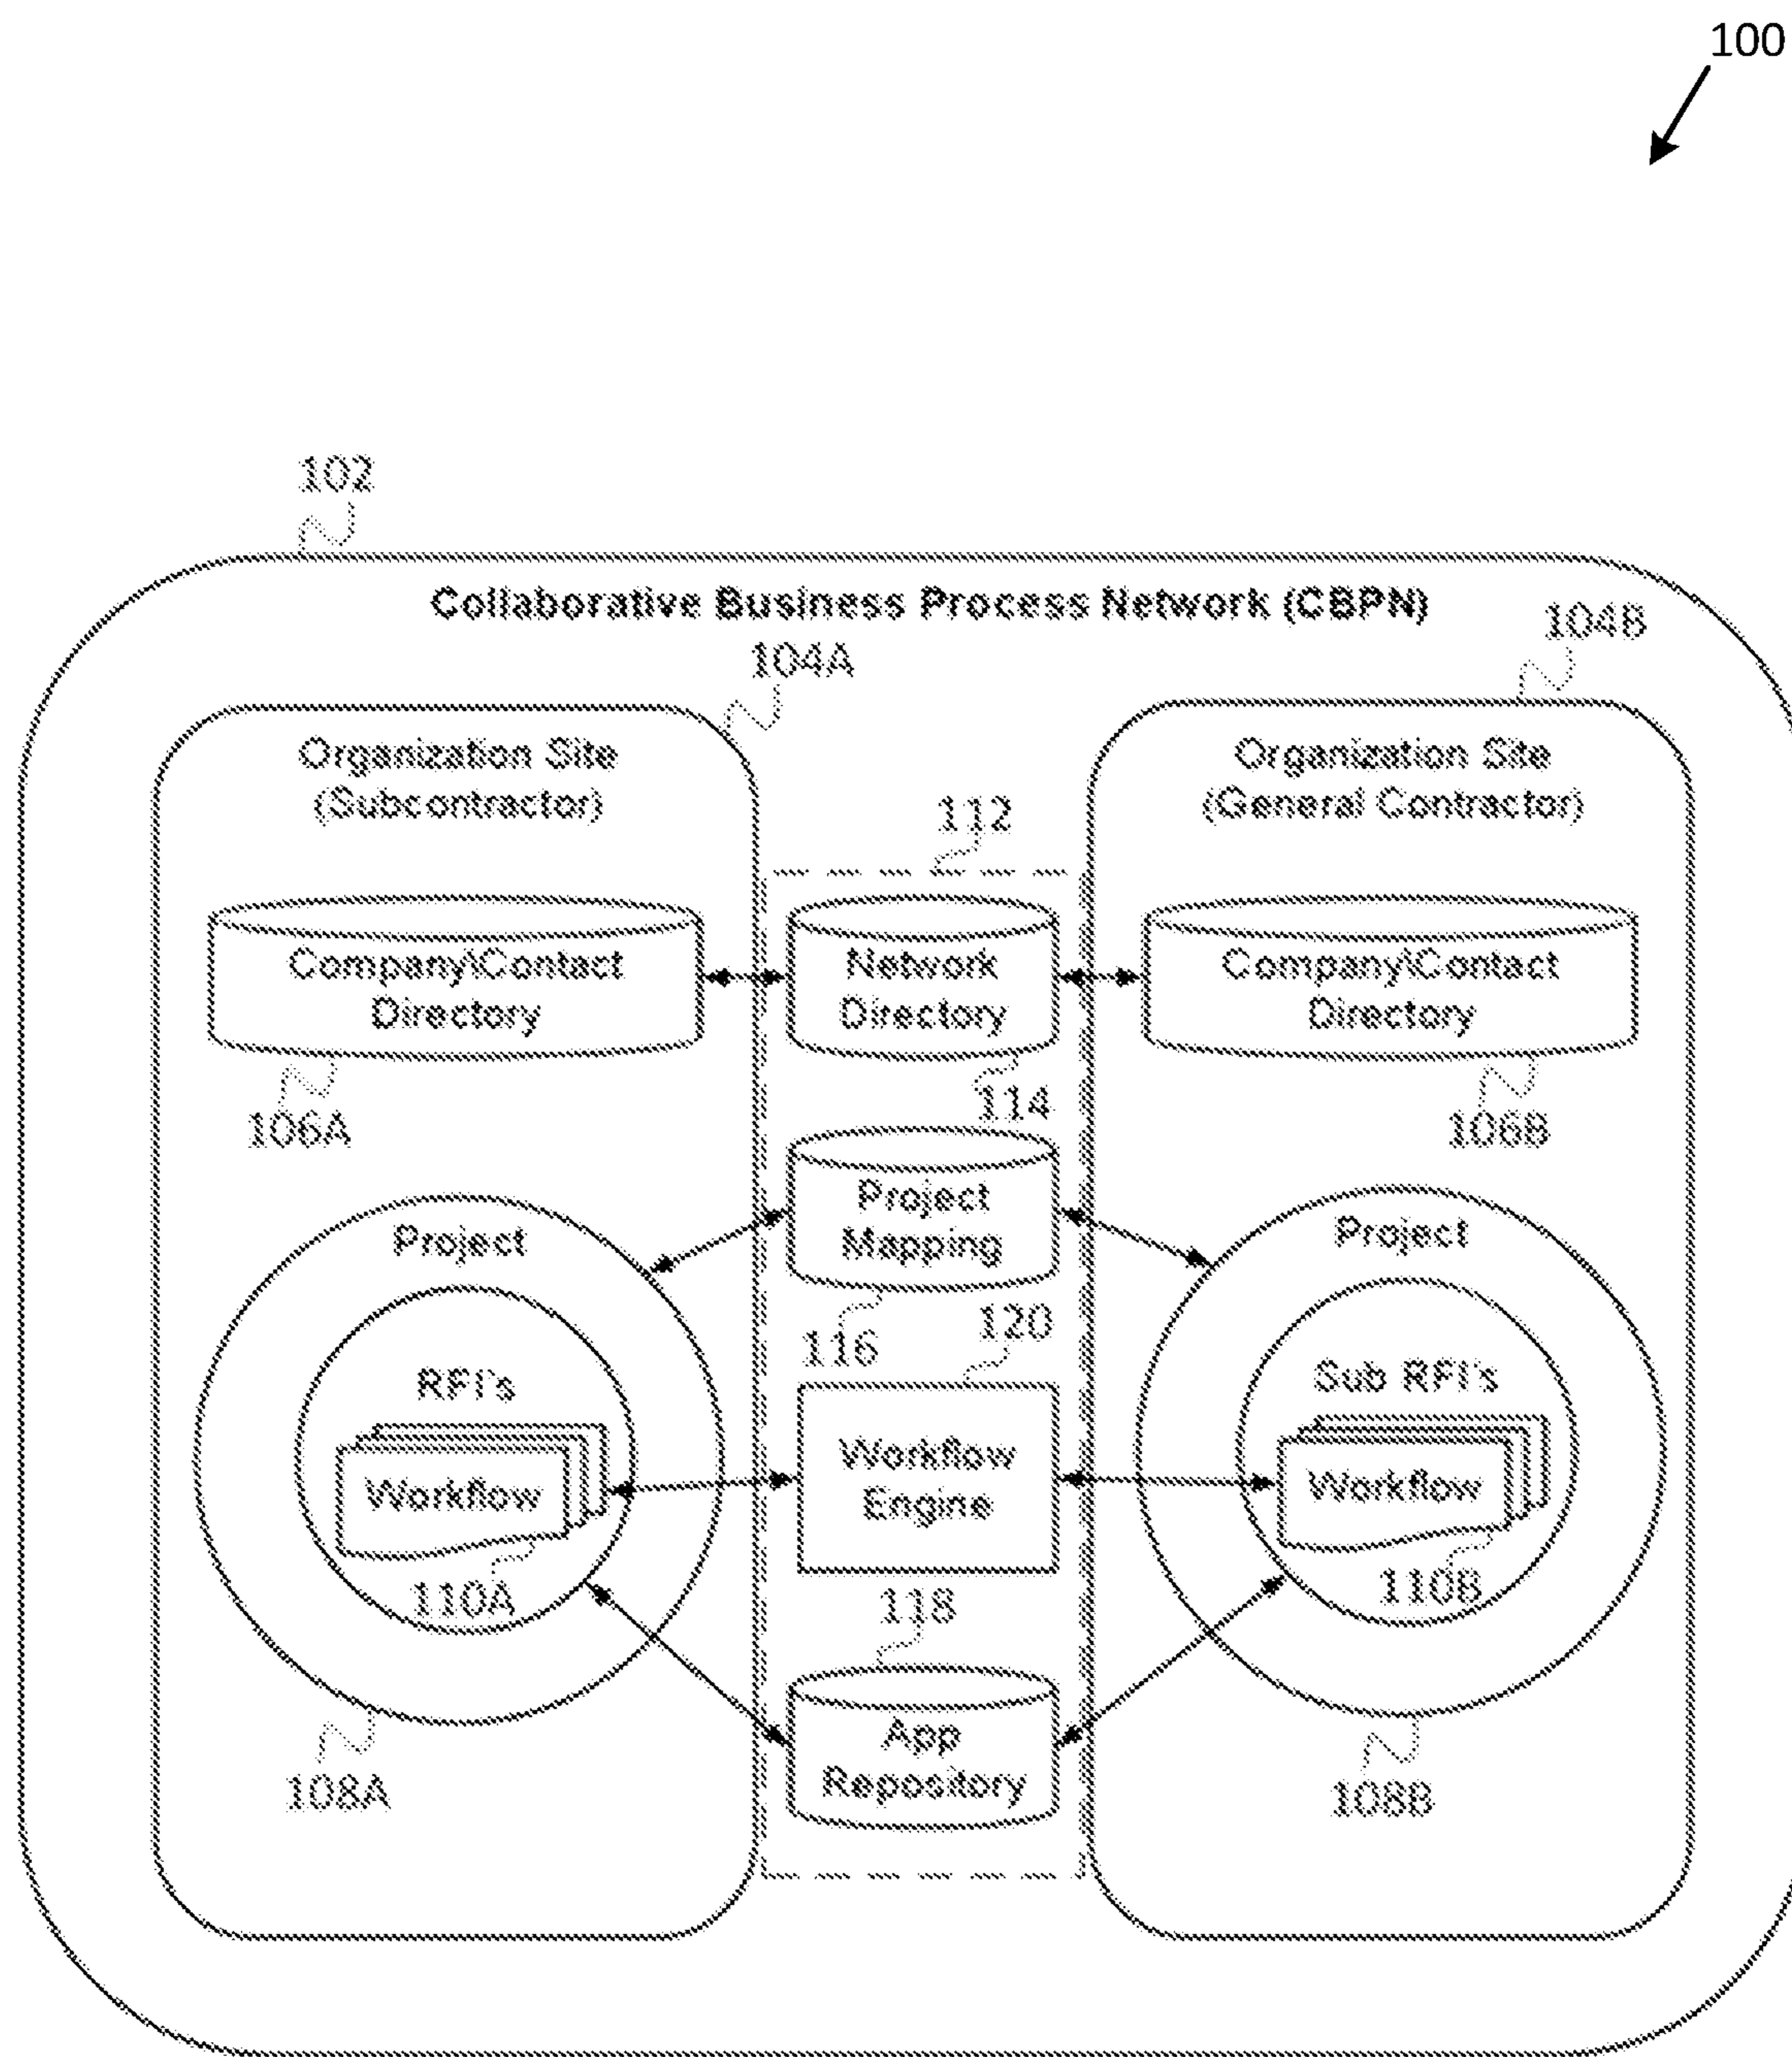 100
102
Collaborative Business Process Network (CBPN)
104A
104B
Organization Site
(Subcontractor)
Organization Site
(General Contractor)
112
Company\Contact
Directory
Network
Directory
Company\Contact
Directory
106A
114
106B
Project
Project
Mapping
Project
116
120
RFI's
Workflow
Workflow
Engine
Sub RFI's
Workflow
110A
118
110B
App
Repository
108A
108B